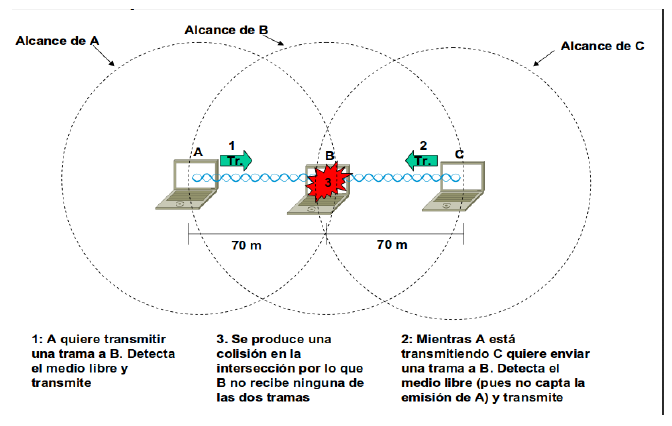 Alcance de A
Alcance de B
Alcance de C
A
1
Tr.
B
3
2
Tr.
C
70 m
70 m
1: A quiere transmitir
una trama a B. Detecta
el medio libre y
transmite
3. Se produce una
colisión en la
intersección por lo que
B no recibe ninguna de
las dos tramas
2: Mientras A está
transmitiendo C quiere enviar
una trama a B. Detecta el
medio libre (pues no capta la
emisión de A) y transmite